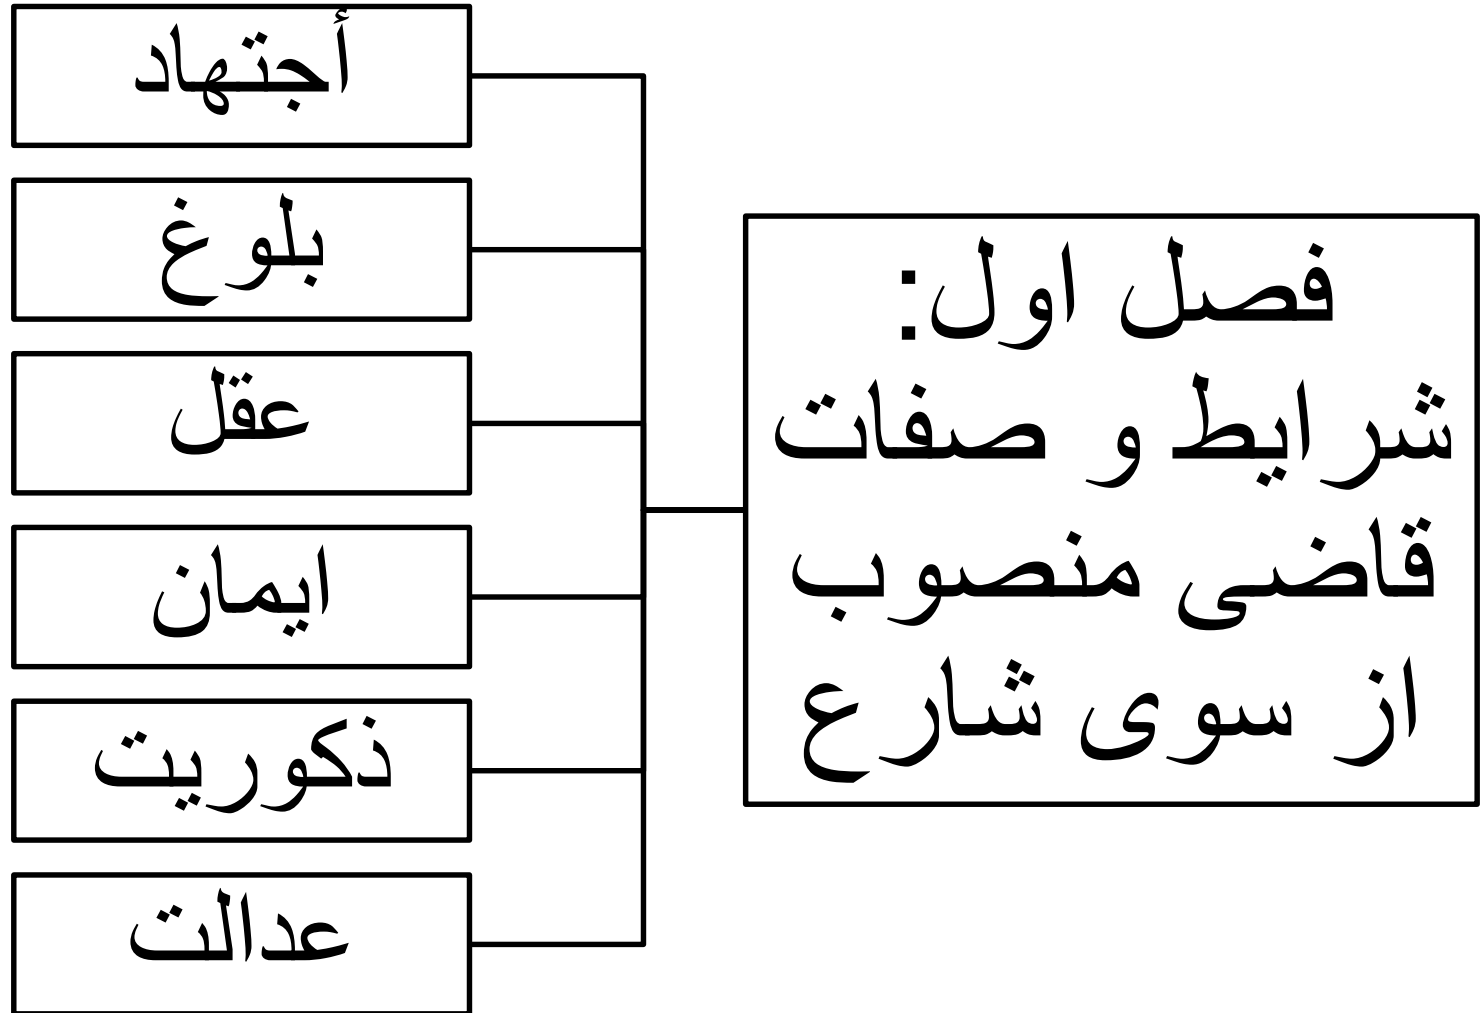 فصل اول:
شرایط و صفات
قاضی منصوب
از سوی شارع
أجتهاد
بلوغ
عقل
ایمان
ذکوریت
عدالت